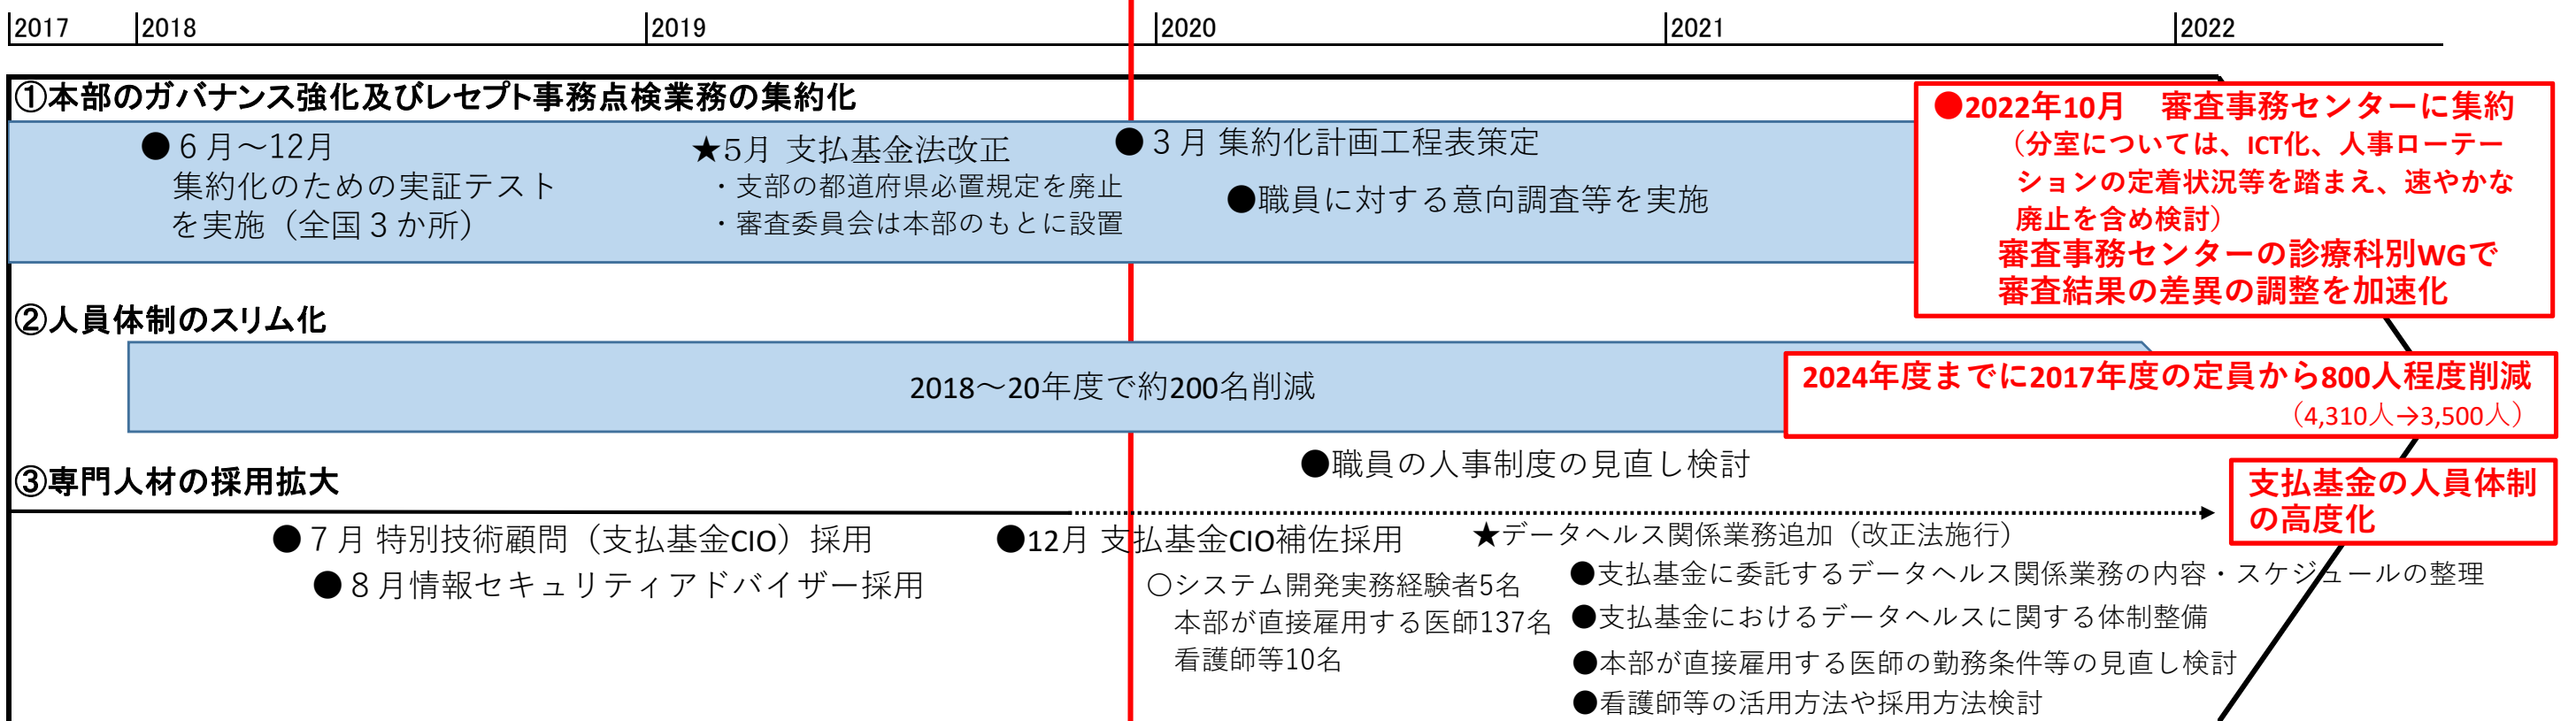 2017
2018
2019
2020
2021
2022
①本部のガバナンス強化及びレセプト事務点検業務の集約化
●６月～12月
集約化のための実証テスト
を実施（全国３か所）
★5月 支払基金法改正
・支部の都道府県必置規定を廃止
・審査委員会は本部のもとに設置
●３月 集約化計画工程表策定
●職員に対する意向調査等を実施
●2022年10月　審査事務センターに集約
（分室については、ICT化、人事ローテー
ションの定着状況等を踏まえ、速やかな
廃止を含め検討）
審査事務センターの診療科別WGで
審査結果の差異の調整を加速化
②人員体制のスリム化
2018～20年度で約200名削減
2024年度までに2017年度の定員から800人程度削減
（4,310人→3,500人）
●職員の人事制度の見直し検討
③専門人材の採用拡大
支払基金の人員体制
の高度化
●７月 特別技術顧問（支払基金CIO）採用
●８月情報セキュリティアドバイザー採用
●12月 支払基金CIO補佐採用
○システム開発実務経験者5名
本部が直接雇用する医師137名
看護師等10名
★データヘルス関係業務追加（改正法施行）
●支払基金に委託するデータヘルス関係業務の内容・スケジュールの整理
●支払基金におけるデータヘルスに関する体制整備
●本部が直接雇用する医師の勤務条件等の見直し検討
●看護師等の活用方法や採用方法検討